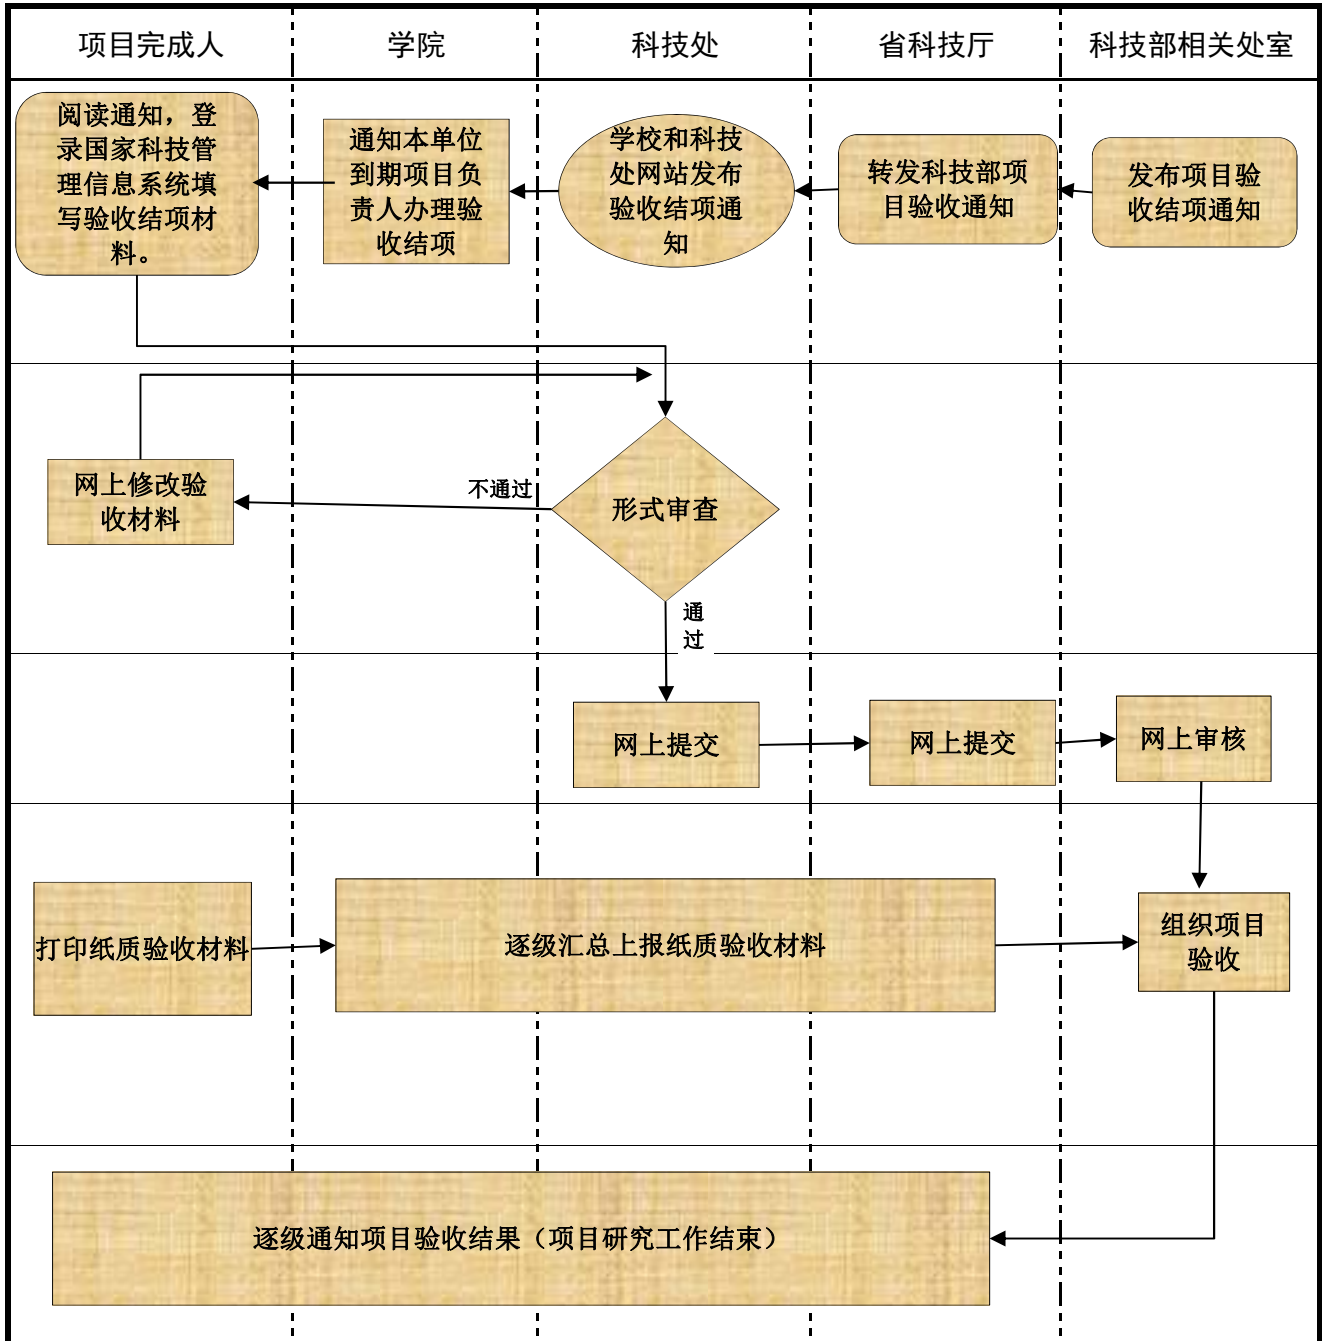 项目完成人
学院
科技处
省科技厅
科技部相关处室
阅读通知，登
录国家科技管
理信息系统填
写验收结项材
料。
通知本单位
到期项目负
责人办理验
收结项
学校和科技
处网站发布
验收结项通
知
转发科技部项
目验收通知
发布项目验
收结项通知
网上修改验
收材料
不通过
形式审查
通
过
网上提交
网上提交
网上审核
打印纸质验收材料
逐级汇总上报纸质验收材料
组织项目
验收
逐级通知项目验收结果（项目研究工作结束）